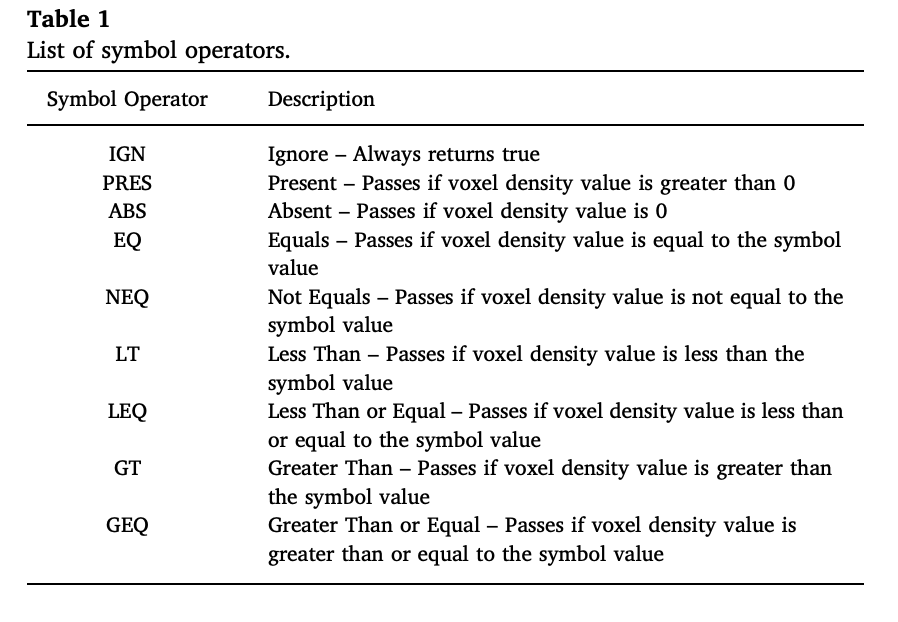 Table 1
List of symbol operators.
Symbol Operator Description
IGN Ignore – Always returns true
PRES Present – Passes if voxel density value is greater than 0
ABS Absent – Passes if voxel density value is 0
EQ Equals – Passes if voxel density value is equal to the symbol
value
NEQ Not Equals – Passes if voxel density value is not equal to the
symbol value
LT Less Than – Passes if voxel density value is less than the
symbol value
LEQ Less Than or Equal – Passes if voxel density value is less than
or equal to the symbol value
GT Greater Than – Passes if voxel density value is greater than
the symbol value
GEQ Greater Than or Equal – Passes if voxel density value is
greater than or equal to the symbol value